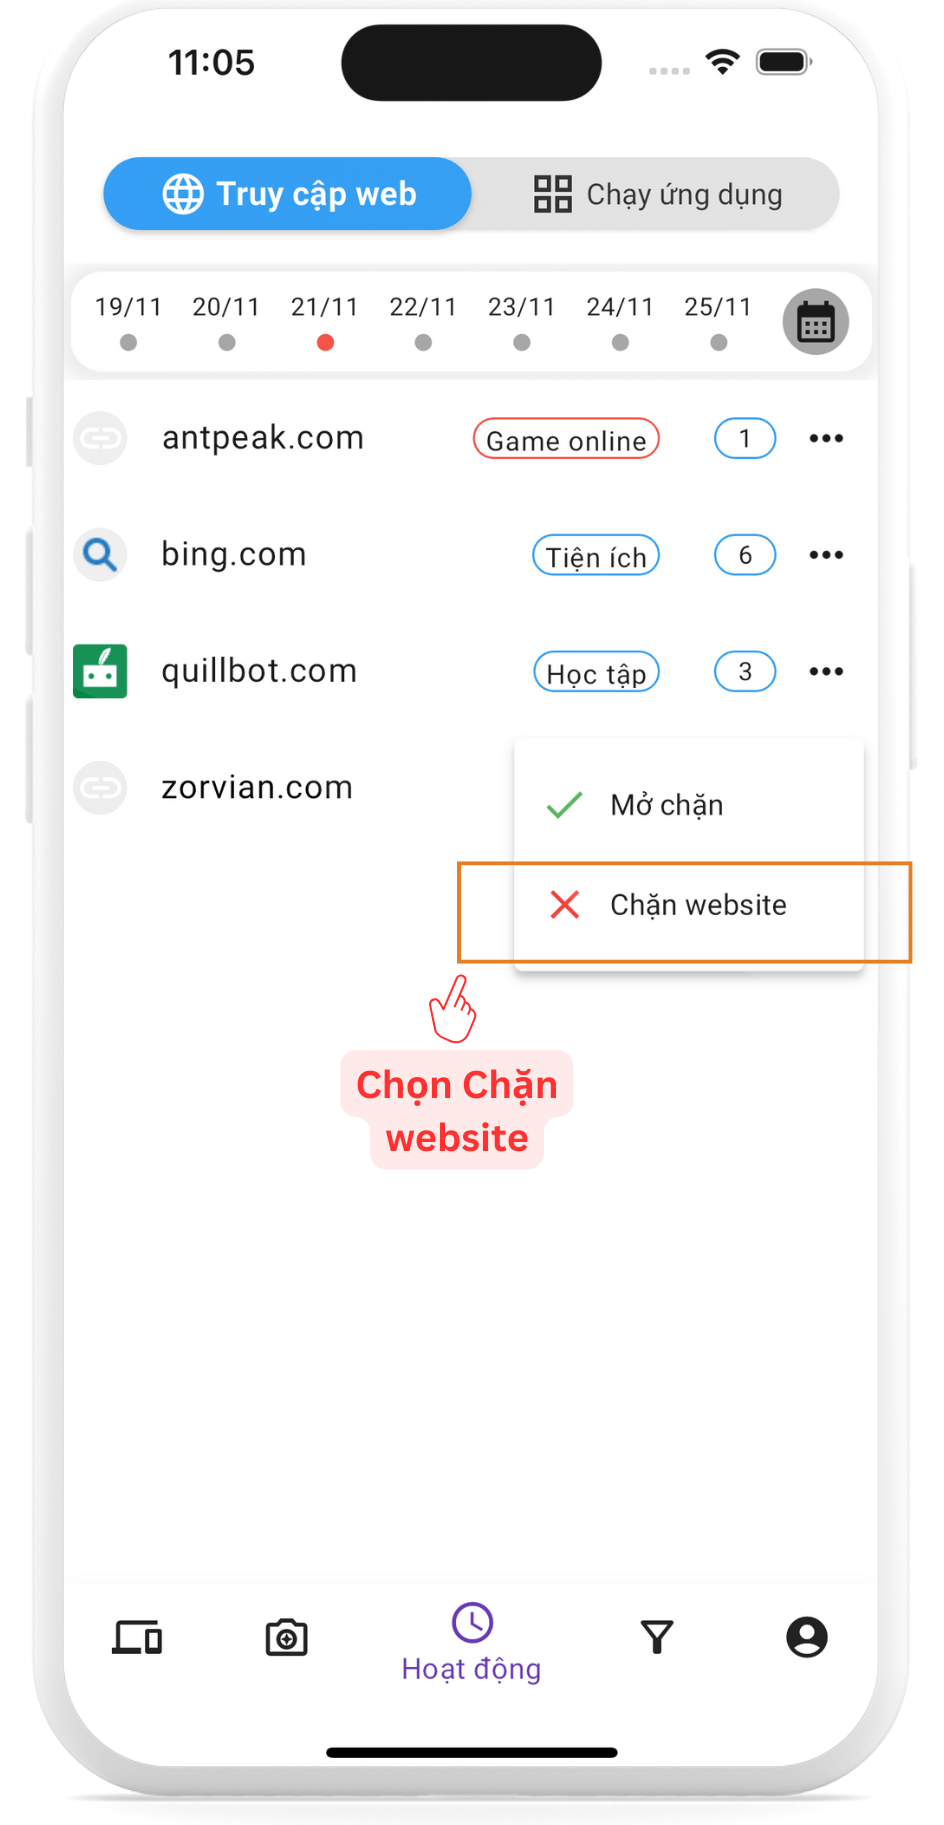 11:05
Truy cập web
Chạy ứng dụng
19/11 20/11 21/11 22/11 23/11 24/11 25/11
antpeak.com Game online 1
bing.com Tiện ích 6
quillbot.com Học tập 3
zorvian.com
Mở chặn
Chặn website
Chọn Chặn
website
Hoạt động